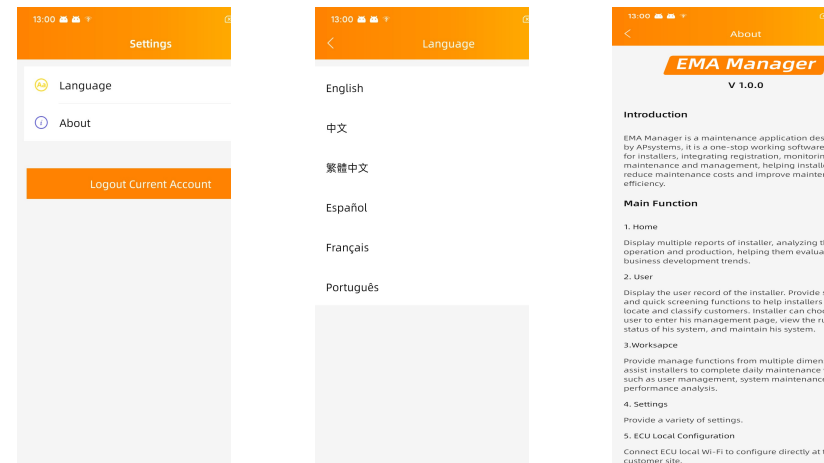 13:00
Settings
Language
About
Logout Current Account
13:00
Language
English
中文
繁體中文
Español
Français
Português
13:00
About
EMA Manager
V 1.0.0
Introduction
EMA Manager is a maintenance application
by APsystems, it is a one-stop working software
for installers, integrating registration,
maintenance and management, helping
reduce maintenance costs and improve
efficiency.
Main Function
1. Home
Display multiple reports of installer, analyzing
operation and production, helping them
business development trends.
2. User
Display the user record of the installer. Provide
and quick screening functions to help installers
locate and classify customers. Installer can
user to enter his management page, view the
status of his system, and maintain his system.
3.Worksapce
Provide manage functions from multiple
assist installers to complete daily maintenance
such as user management, system maintenance
performance analysis.
4. Settings
Provide a variety of settings.
5. ECU Local Configuration
Connect ECU local Wi-Fi to configure directly at
customer site.